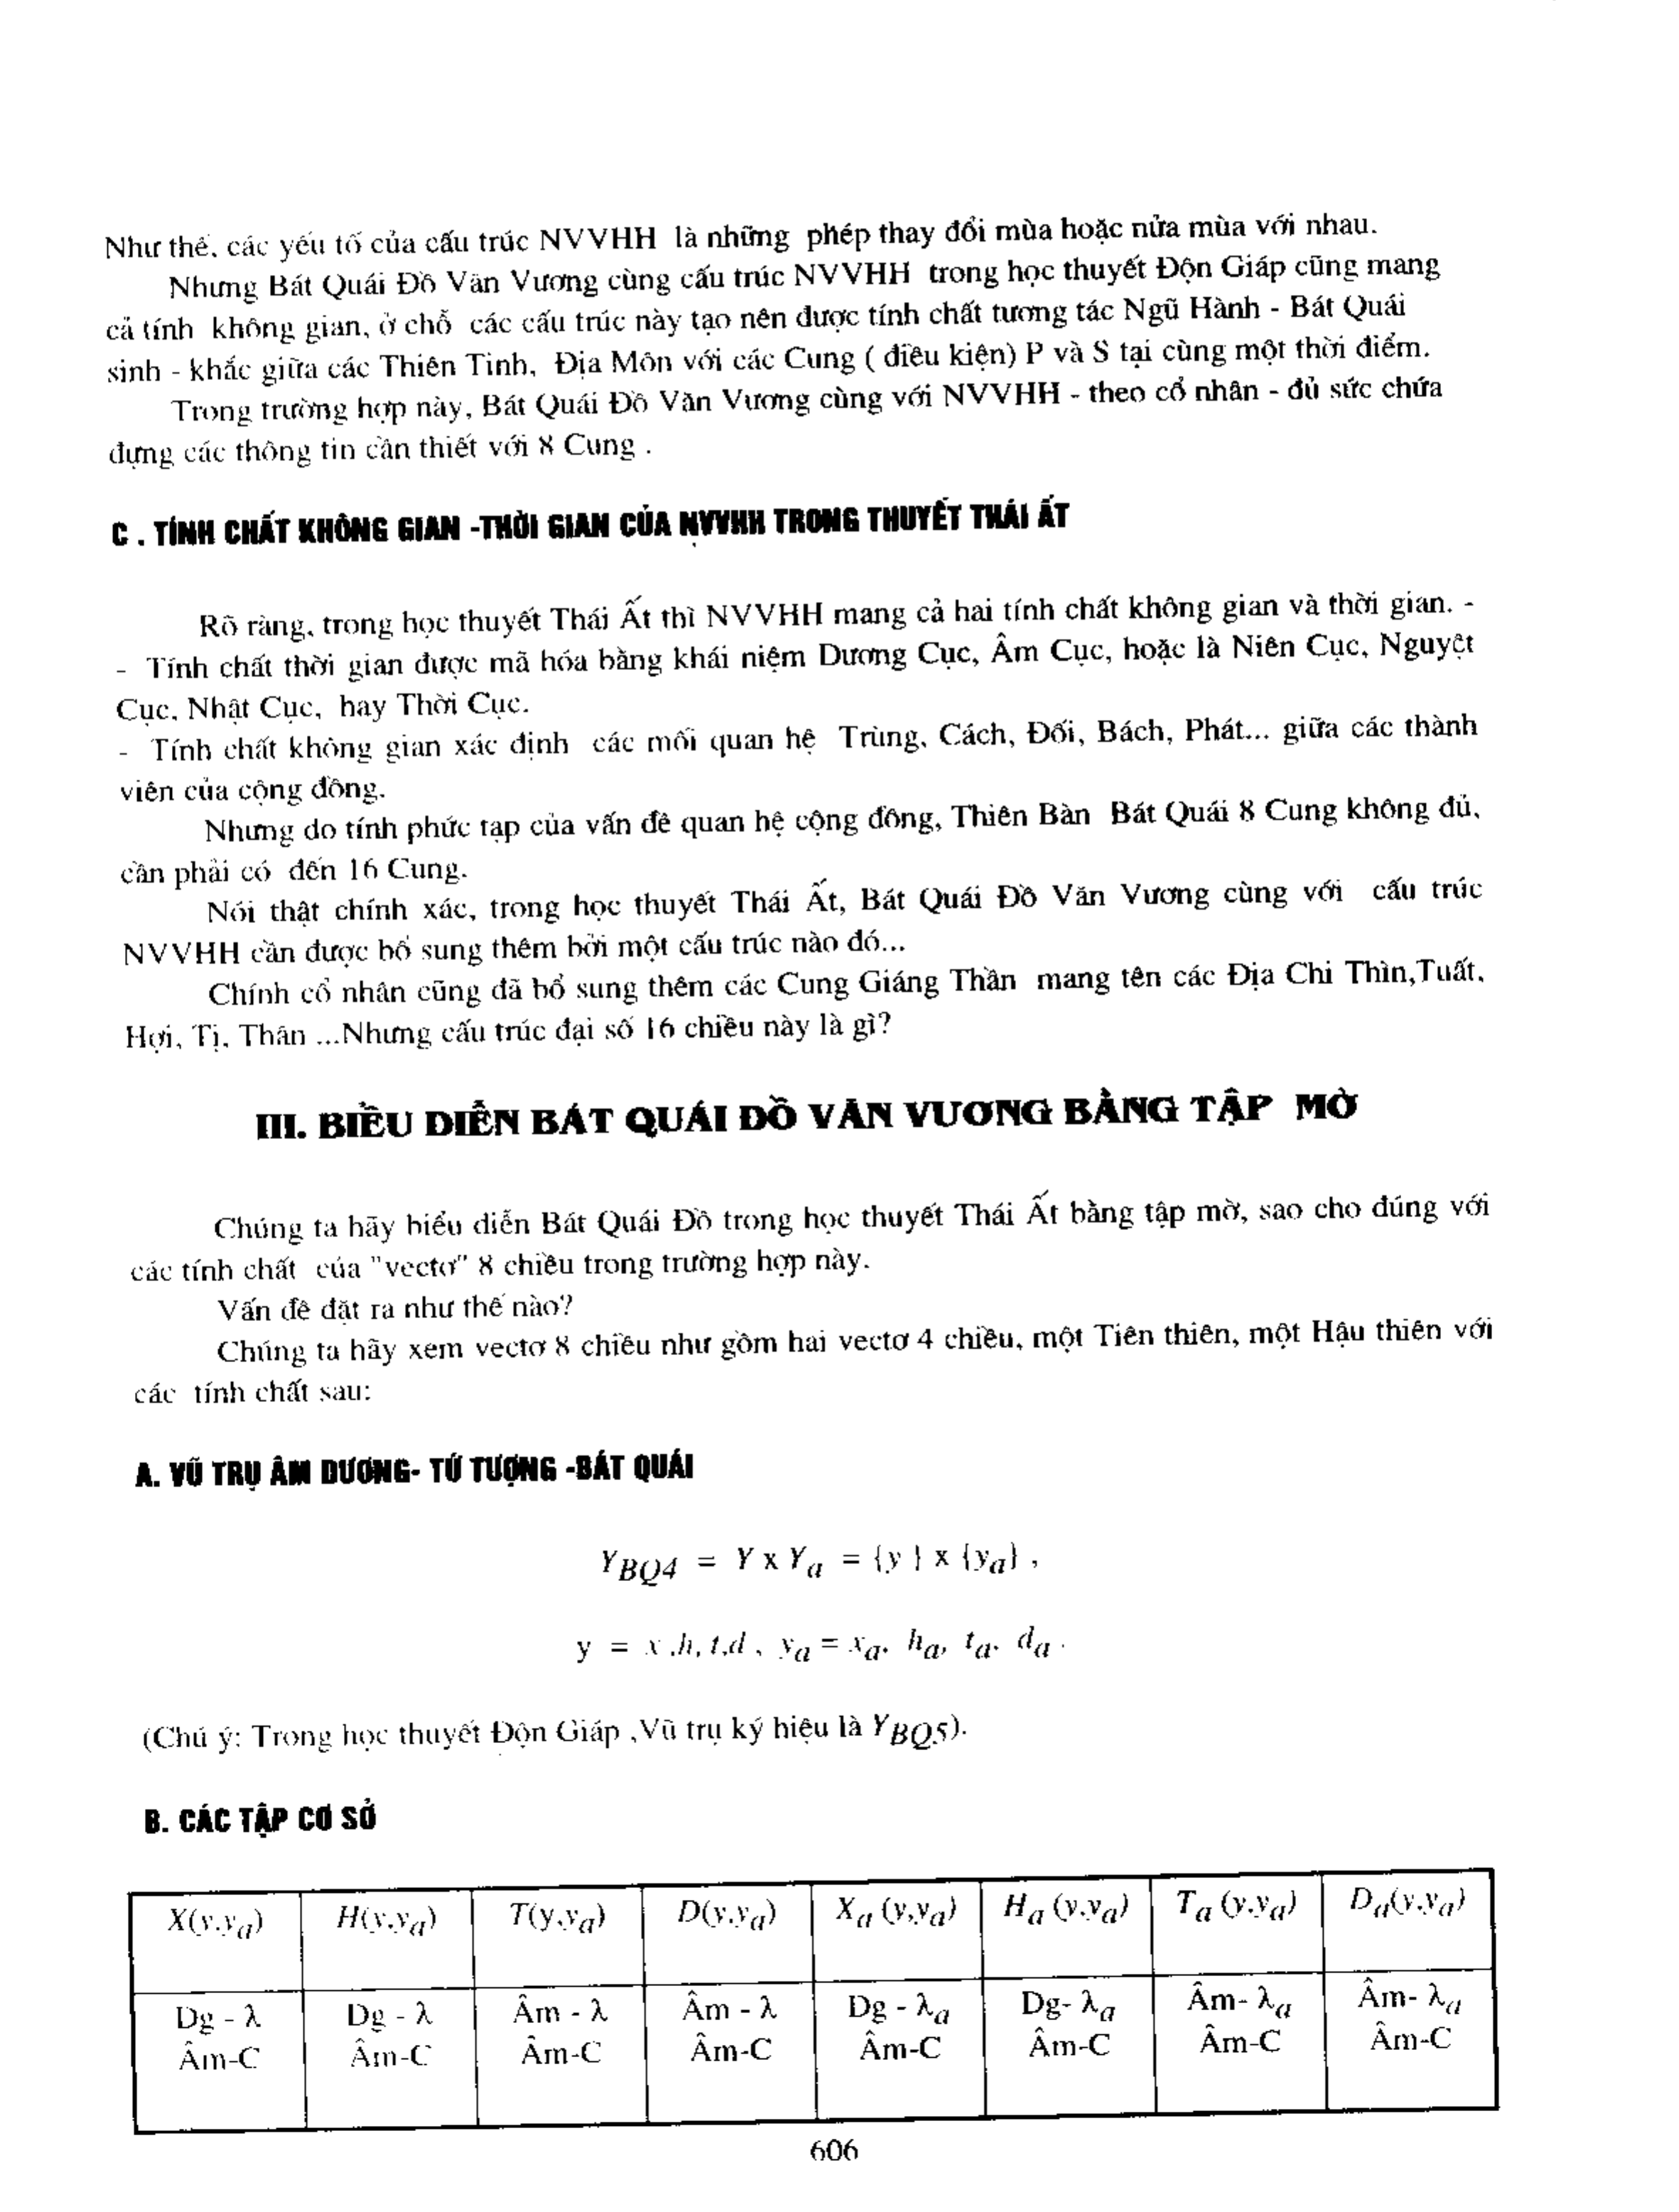 Như thế, các yếu tố của cấu trúc NVVHH là những phép thay đổi mùa hoặc nửa mùa với nhau.
Nhưng Bát Quái Đồ Văn Vương cùng cấu trúc NVVHH trong học thuyết Độn Giáp cũng mang
cả tính không gian, ở chỗ các cấu trúc này tạo nên được tính chất tương tác Ngũ Hành - Bát Quái
sinh - khắc giữa các Thiên Tinh, Địa Môn với các Cung ( điều kiện) P và S tại cùng một thời điểm.
Trong trường hợp này, Bát Quái Đồ Văn Vương cùng với NVVHH - theo cổ nhân - đủ sức chứa
đựng các thông tin cần thiết với 8 Cung .
C . TÍNH CHẤT KHÔNG GIAN -THỜI GIAN CỦA NVVHH TRONG THUYẾT THÁI ẤT
Rõ ràng, trong học thuyết Thái Ất thì NVVHH mang cả hai tính chất không gian và thời gian. -
- Tính chất thời gian được mã hóa bằng khái niệm Dương Cục, Âm Cục, hoặc là Niên Cục, Nguyệt
Cục, Nhật Cục, hay Thời Cục.
- Tính chất không gian xác định các mối quan hệ Trùng, Cách, Đối, Bách, Phát... giữa các thành
viên của cộng đồng.
Nhưng do tính phức tạp của vấn đề quan hệ cộng đồng, Thiên Bàn Bát Quái 8 Cung không đủ,
cần phải có đến 16 Cung.
Nói thật chính xác, trong học thuyết Thái Ất, Bát Quái Đồ Văn Vương cùng với cấu trúc
NVVHH cần được bổ sung thêm bởi một cấu trúc nào đó...
Chính cổ nhân cũng đã bổ sung thêm các Cung Giáng Thần mang tên các Địa Chi Thìn,Tuất,
Hợi, Tị, Thân ...Nhưng cấu trúc đại số 16 chiều này là gì?
III. BIỂU DIỄN BÁT QUÁI ĐỒ VĂN VƯƠNG BẰNG TẬP MỜ
Chúng ta hãy biểu diễn Bát Quái Đồ trong học thuyết Thái Ất bằng tập mờ, sao cho đúng với
các tính chất của "vectơ" 8 chiều trong trường hợp này.
Vấn đề đặt ra như thế nào?
Chúng ta hãy xem vectơ 8 chiều như gồm hai vectơ 4 chiều, một Tiên thiên, một Hậu thiên với
các tính chất sau:
A. VŨ TRỤ ÂM DƯƠNG- TỨ TƯỢNG -BÁT QUÁI
Y_BQ4 = Y x Y_a = {y } x {y_a} ,
y = x ,h, t,d , y_a = x_a, h_a, t_a, d_a .
(Chú ý: Trong học thuyết Độn Giáp ,Vũ trụ ký hiệu là Y_BQ5).
B. CÁC TẬP CƠ SỞ
X(y,y_a) H(y,y_a) T(y,y_a) D(y,y_a) X_a (y,y_a) H_a (y,y_a) T_a (y,y_a) D_a(y,y_a)
Dg - λ Dg - λ Âm - λ Âm - λ Dg - λ_a Dg- λ_a Âm- λ_a Âm- λ_a
Âm-C Âm-C Âm-C Âm-C Âm-C Âm-C Âm-C Âm-C
606